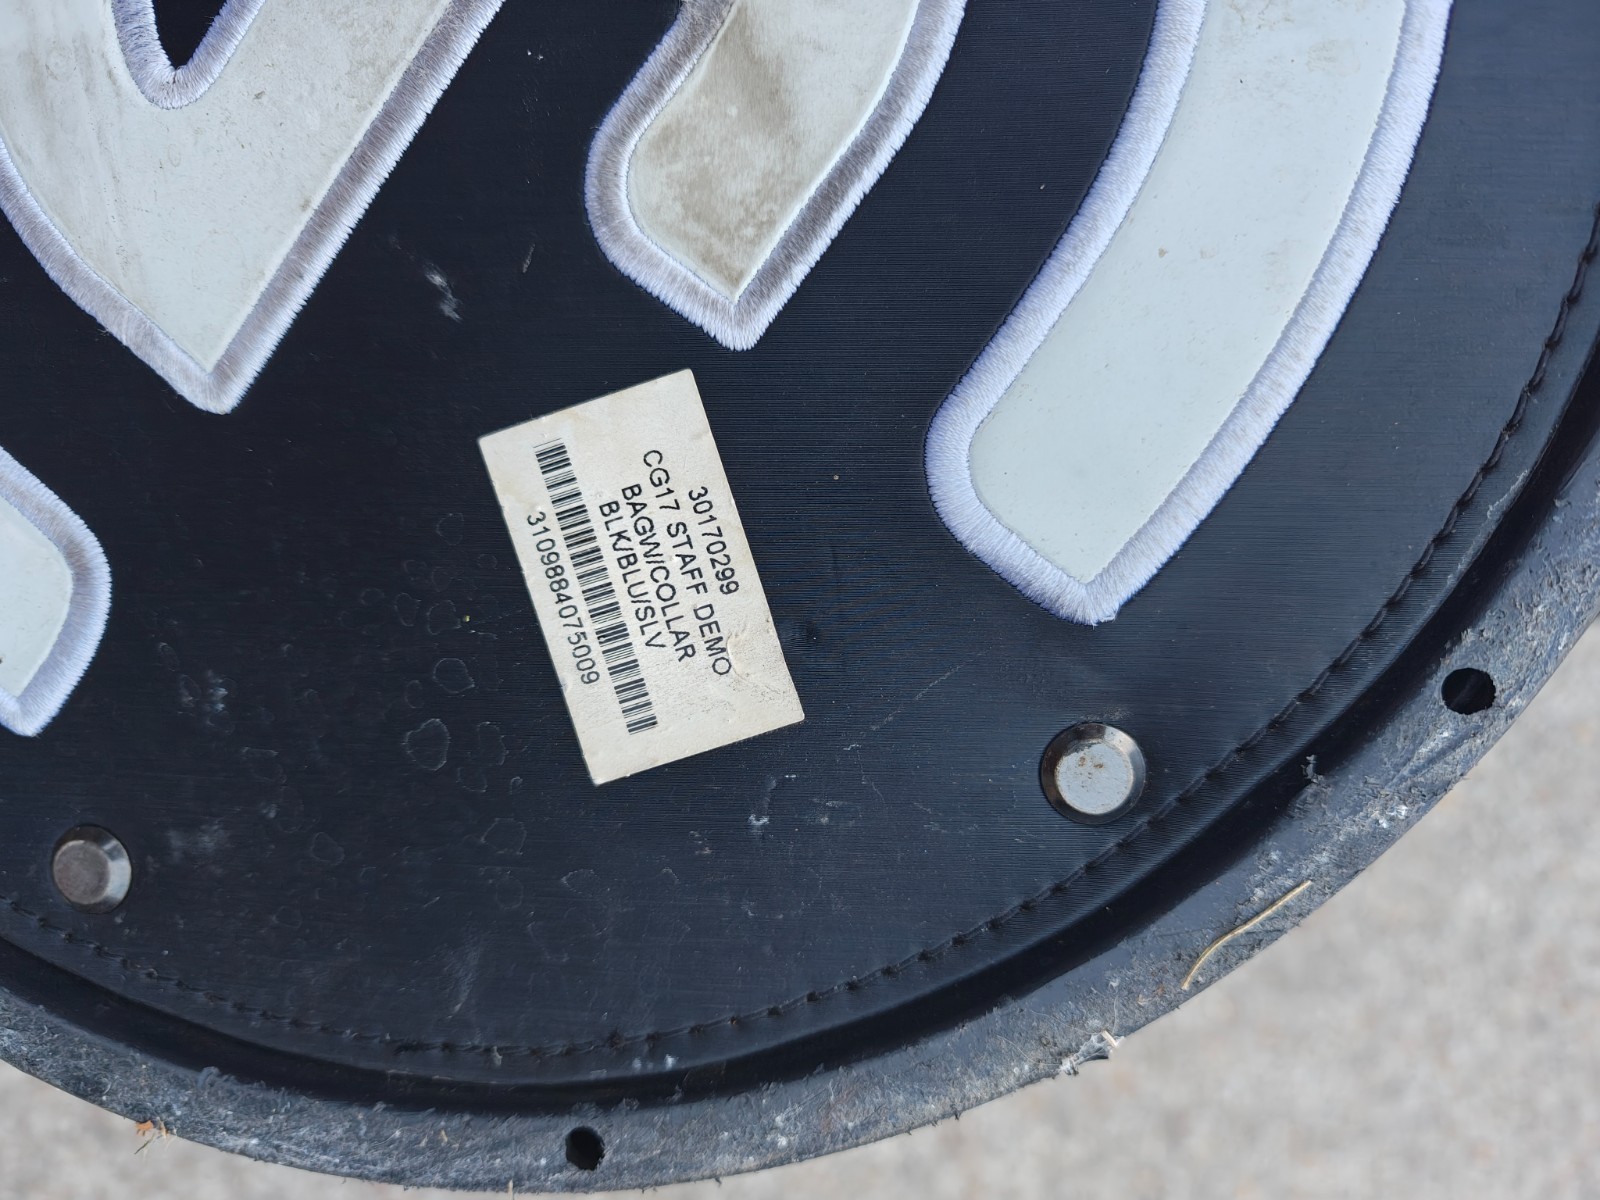 30170299
CG17 STAFF DEMO
BAGW/COLLAR
BLK/BLU/SLV
3109884075009